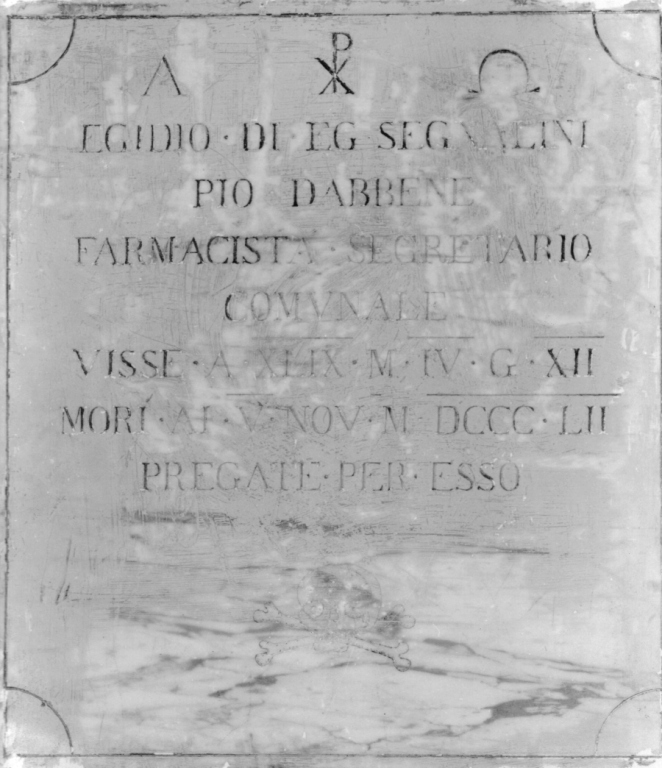 Α ☧ Ω
EGIDIO · DI · EG SEGNALINI
PIO DABBENE
FARMACISTA · SEGRETARIO
COMVNALE
VISSE · A XLIX · M · IV · G · XII
MORÍ · AI · V · NOV · M DCCC · LII
PREGATE · PER · ESSO